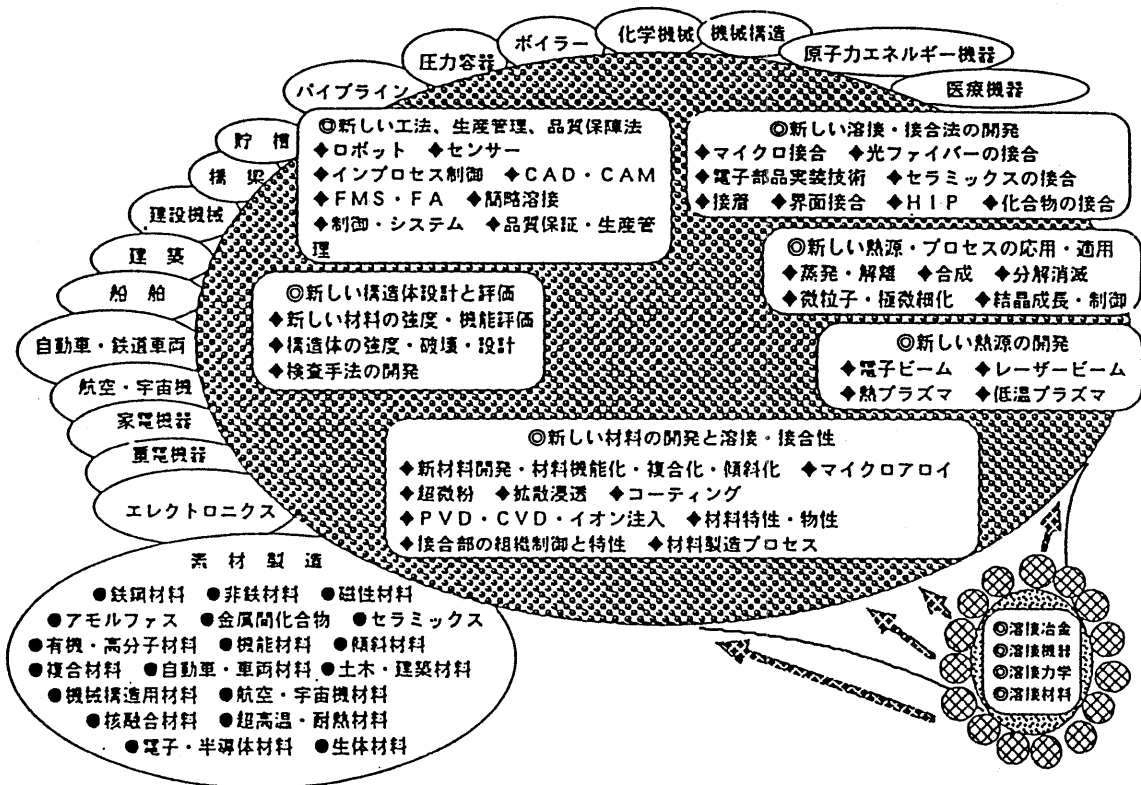 化学機械
機械構造
ボイラー
原子力エネルギー機器
圧力容器
医療機器
パイプライン
貯槽
橋梁
建設機械
建築
船舶
自動車・鉄道車両
航空・宇宙機
家電機器
重電機器
エレクトロニクス
◎新しい工法、生産管理、品質保障法
◆ロボット ◆センサー
◆インプロセス制御 ◆CAD・CAM
◆FMS・FA ◆簡略溶接
◆制御・システム ◆品質保証・生産管
理
◎新しい溶接・接合法の開発
◆マイクロ接合 ◆光ファイバーの接合
◆電子部品実装技術 ◆セラミックスの接合
◆接着 ◆界面接合 ◆HIP ◆化合物の接合
◎新しい熱源・プロセスの応用・適用
◆蒸発・解離 ◆合成 ◆分解消滅
◆微粒子・極微細化 ◆結晶成長・制御
◎新しい構造体設計と評価
◆新しい材料の強度・機能評価
◆構造体の強度・破壊・設計
◆検査手法の開発
◎新しい熱源の開発
◆電子ビーム ◆レーザービーム
◆熱プラズマ ◆低温プラズマ
◎新しい材料の開発と溶接・接合性
◆新材料開発・材料機能化・複合化・傾斜化 ◆マイクロアロイ
◆超微粉 ◆拡散浸透 ◆コーティング
◆PVD・CVD・イオン注入 ◆材料特性・物性
◆接合部の組織制御と特性 ◆材料製造プロセス
素材製造
●鉄鋼材料 ●非鉄材料 ●磁性材料
●アモルファス ●金属間化合物 ●セラミックス
●有機・高分子材料 ●機能材料 ●傾斜材料
●複合材料 ●自動車・車両材料 ●土木・建築材料
●機械構造用材料 ●航空・宇宙機材料
●核融合材料 ●超高温・耐熱材料
●電子・半導体材料 ●生体材料
◎溶接冶金
◎溶接機器
◎溶接力学
◎溶接材料